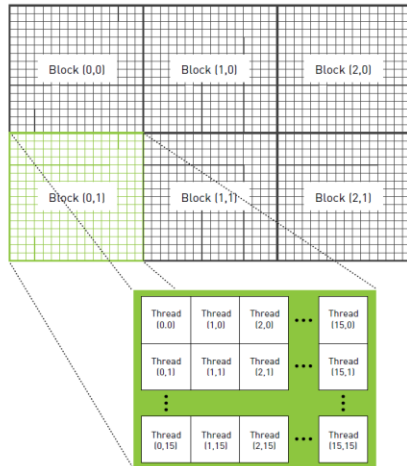 Block (0,0) Block (1,0) Block (2,0)
Block (0,1) Block (1,1) Block (2,1)
Thread Thread Thread Thread
(0.0) (1,0) (2,0) ••• (15,0)
Thread Thread Thread Thread
(0,1) (1,1) (2,1) ••• (15,1)
Thread Thread Thread Thread
(0,15) (1,15) (2,15) ••• (15,15)